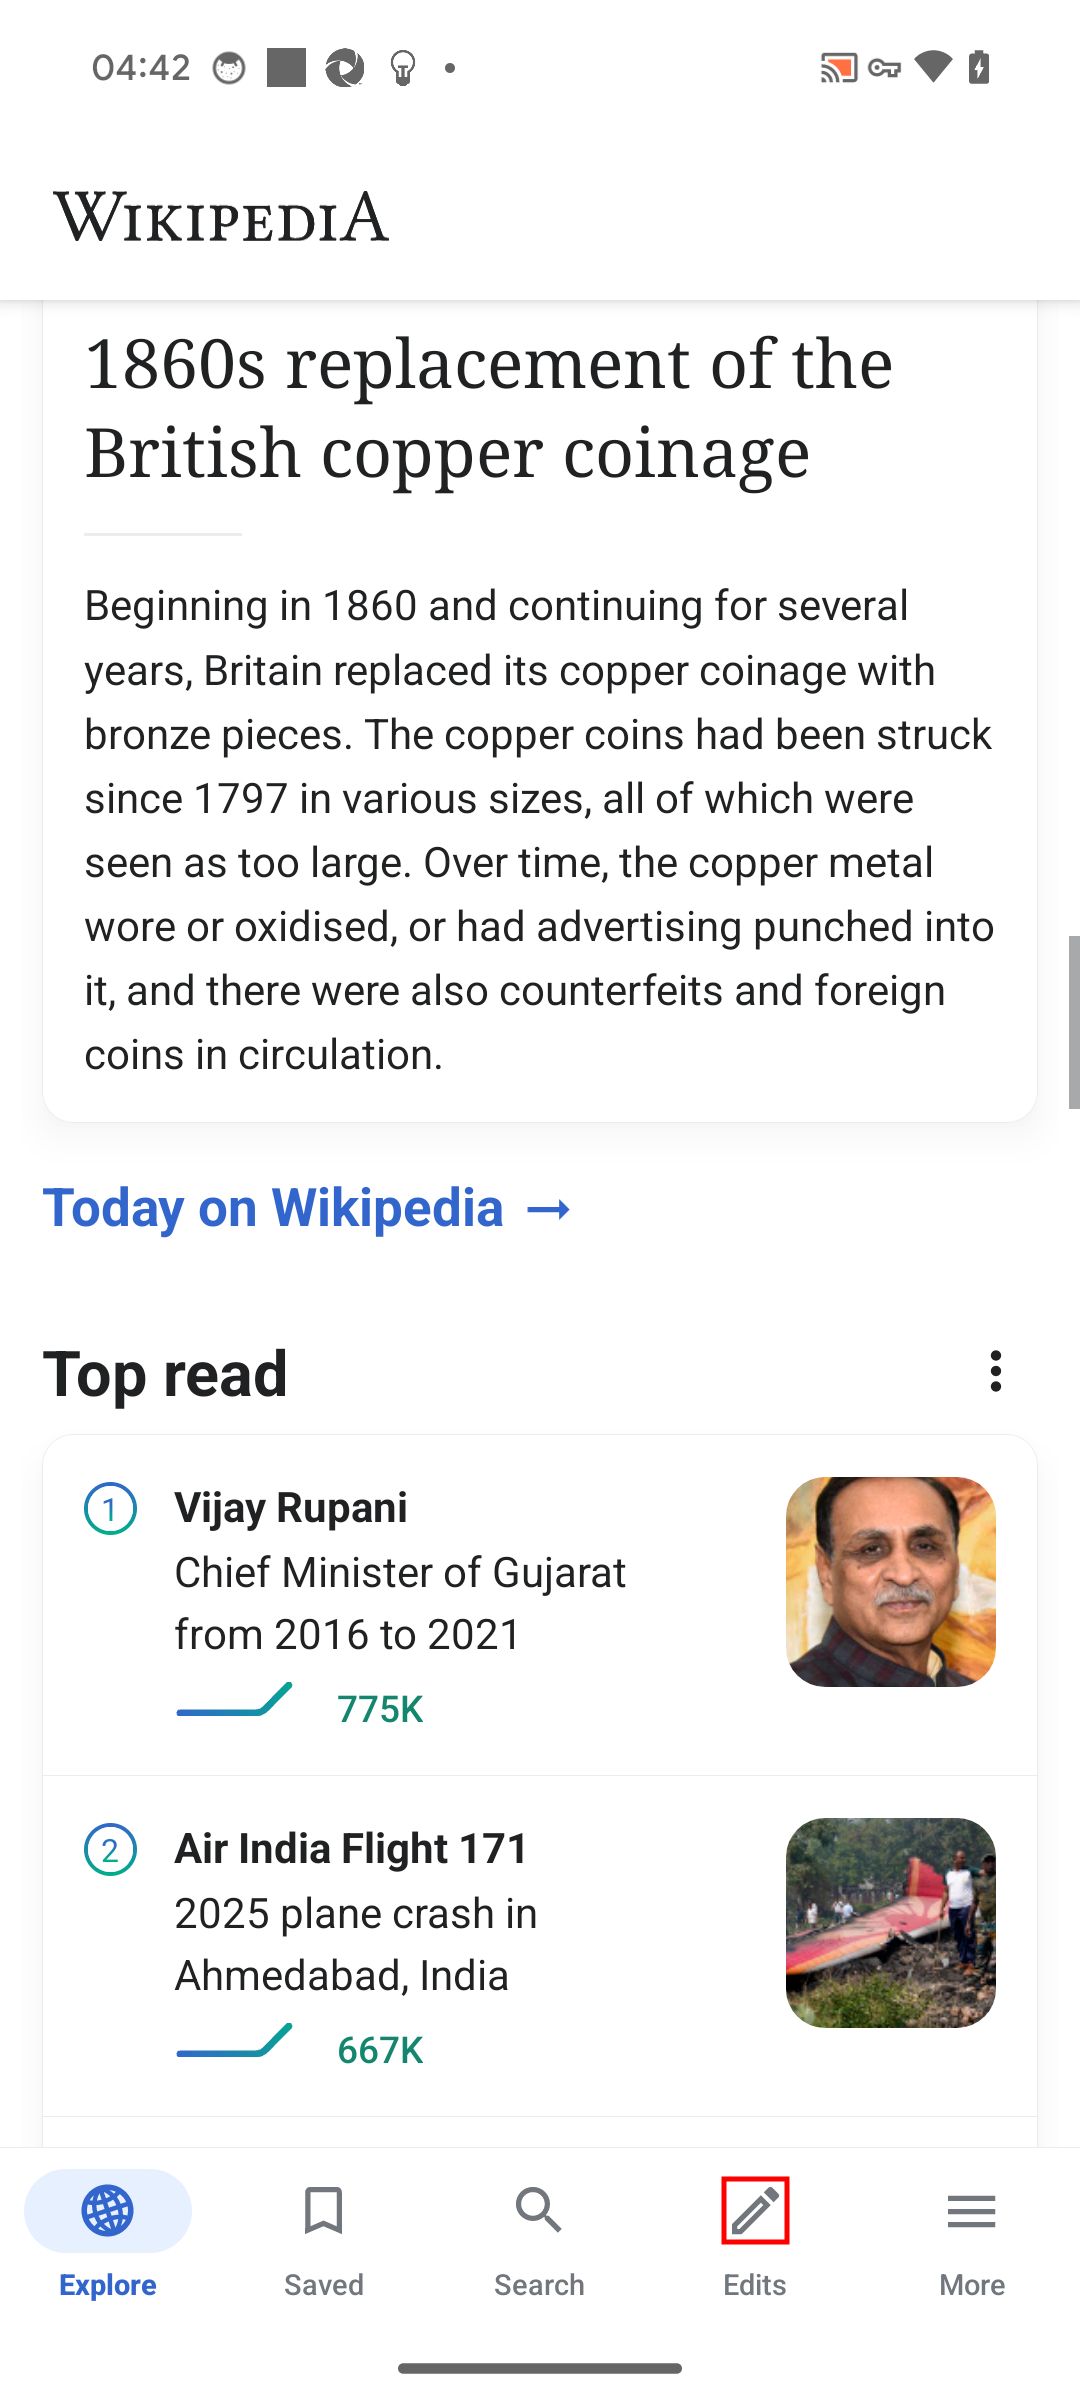 04:42
WIKIPEDIA
1860s replacement of the
British copper coinage
Beginning in 1860 and continuing for several
years, Britain replaced its copper coinage with
bronze pieces. The copper coins had been struck
since 1797 in various sizes, all of which were
seen as too large. Over time, the copper metal
wore or oxidised, or had advertising punched into
it, and there were also counterfeits and foreign
coins in circulation.
Today on Wikipedia →
Top read
1 Vijay Rupani
Chief Minister of Gujarat
from 2016 to 2021
775K
2 Air India Flight 171
2025 plane crash in
Ahmedabad, India
667K
Explore Saved Search Edits More